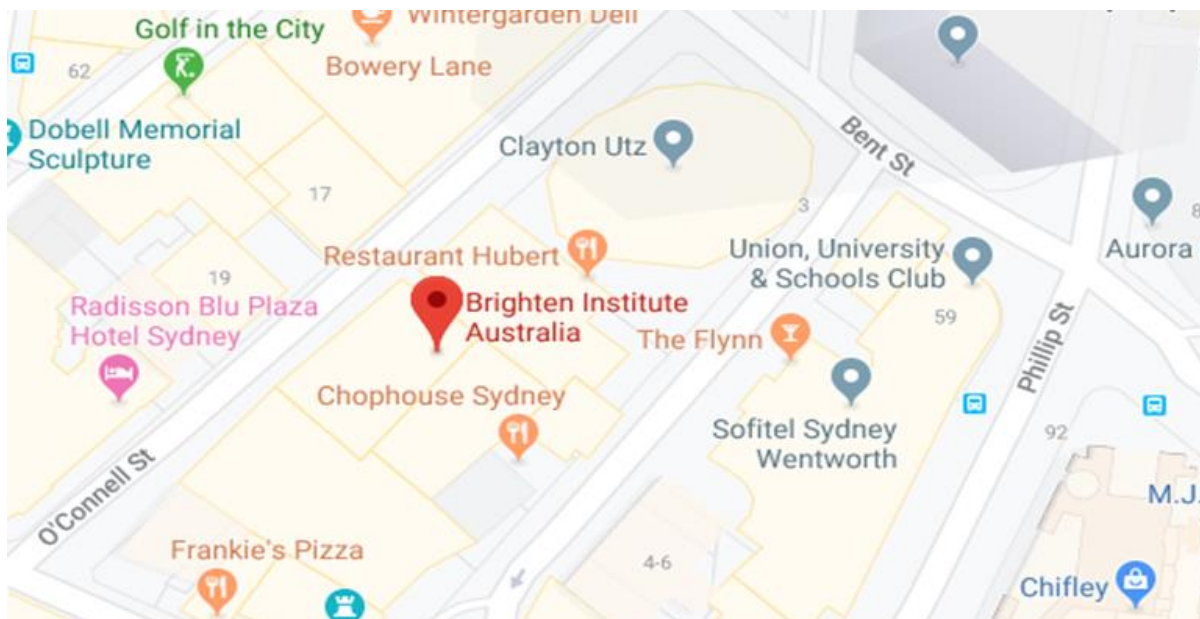 Wintergarden Deli
Golf in the City
62
Bowery Lane
Dobell Memorial
Sculpture
Clayton Utz
Bent St
17
3
Restaurant Hubert
Union, University
& Schools Club
Aurora
8
19
Radisson Blu Plaza
Hotel Sydney
Brighten Institute
Australia
The Flynn
59
Phillip St
Chophouse Sydney
Sofitel Sydney
Wentworth
92
O'Connell St
M.J.
Frankie's Pizza
4-6
Chifley